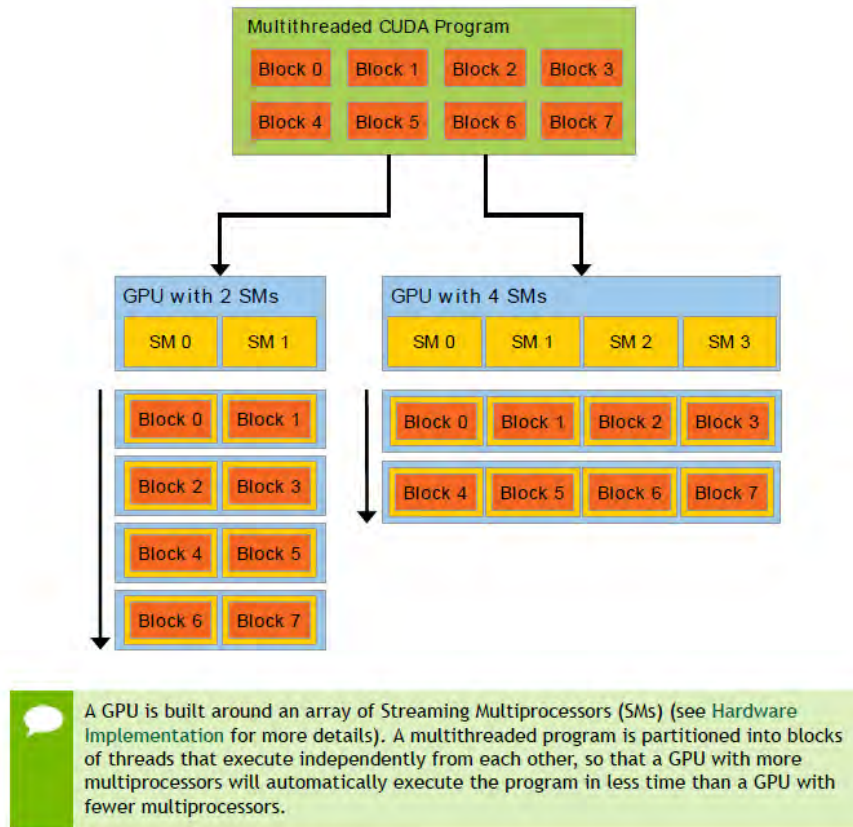 Multithreaded CUDA Program
Block 0 Block 1 Block 2 Block 3
Block 4 Block 5 Block 6 Block 7
GPU with 2 SMs
SM 0 SM 1
Block 0 Block 1
Block 2 Block 3
Block 4 Block 5
Block 6 Block 7
GPU with 4 SMs
SM 0 SM 1 SM 2 SM 3
Block 0 Block 1 Block 2 Block 3
Block 4 Block 5 Block 6 Block 7
A GPU is built around an array of Streaming Multiprocessors (SMs) (see Hardware
Implementation for more details). A multithreaded program is partitioned into blocks
of threads that execute independently from each other, so that a GPU with more
multiprocessors will automatically execute the program in less time than a GPU with
fewer multiprocessors.